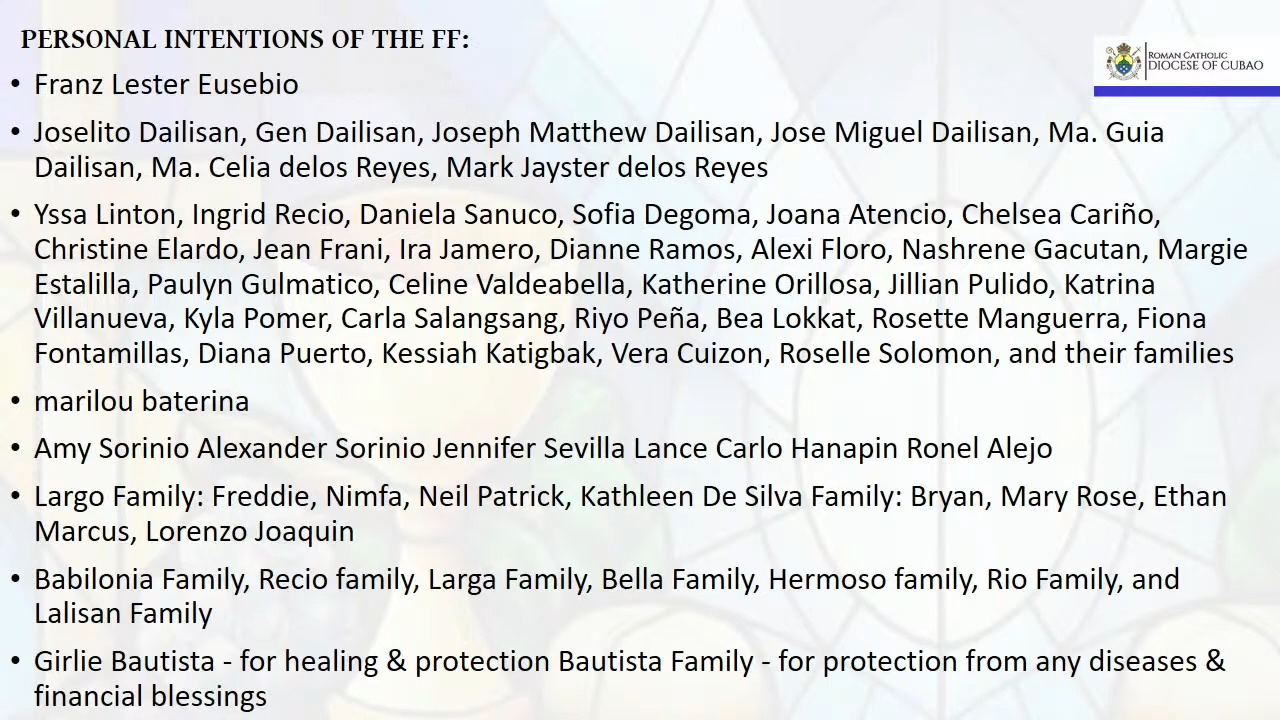 PERSONAL INTENTIONS OF THE FF:
ROMAN CATHOLIC
DIOCESE OF CUBAO
• Franz Lester Eusebio
• Joselito Dailisan, Gen Dailisan, Joseph Matthew Dailisan, Jose Miguel Dailisan, Ma. Guia
Dailisan, Ma. Celia delos Reyes, Mark Jayster delos Reyes
• Yssa Linton, Ingrid Recio, Daniela Sanuco, Sofia Degoma, Joana Atencio, Chelsea Cariño,
Christine Elardo, Jean Frani, Ira Jamero, Dianne Ramos, Alexi Floro, Nashrene Gacutan, Margie
Estalilla, Paulyn Gulmatico, Celine Valdeabella, Katherine Orillosa, Jillian Pulido, Katrina
Villanueva, Kyla Pomer, Carla Salangsang, Riyo Peña, Bea Lokkat, Rosette Manguerra, Fiona
Fontamillas, Diana Puerto, Kessiah Katigbak, Vera Cuizon, Roselle Solomon, and their families
• marilou baterina
• Amy Sorinio Alexander Sorinio Jennifer Sevilla Lance Carlo Hanapin Ronel Alejo
• Largo Family: Freddie, Nimfa, Neil Patrick, Kathleen De Silva Family: Bryan, Mary Rose, Ethan
Marcus, Lorenzo Joaquin
• Babilonia Family, Recio family, Larga Family, Bella Family, Hermoso family, Rio Family, and
Lalisan Family
• Girlie Bautista - for healing & protection Bautista Family - for protection from any diseases &
financial blessings